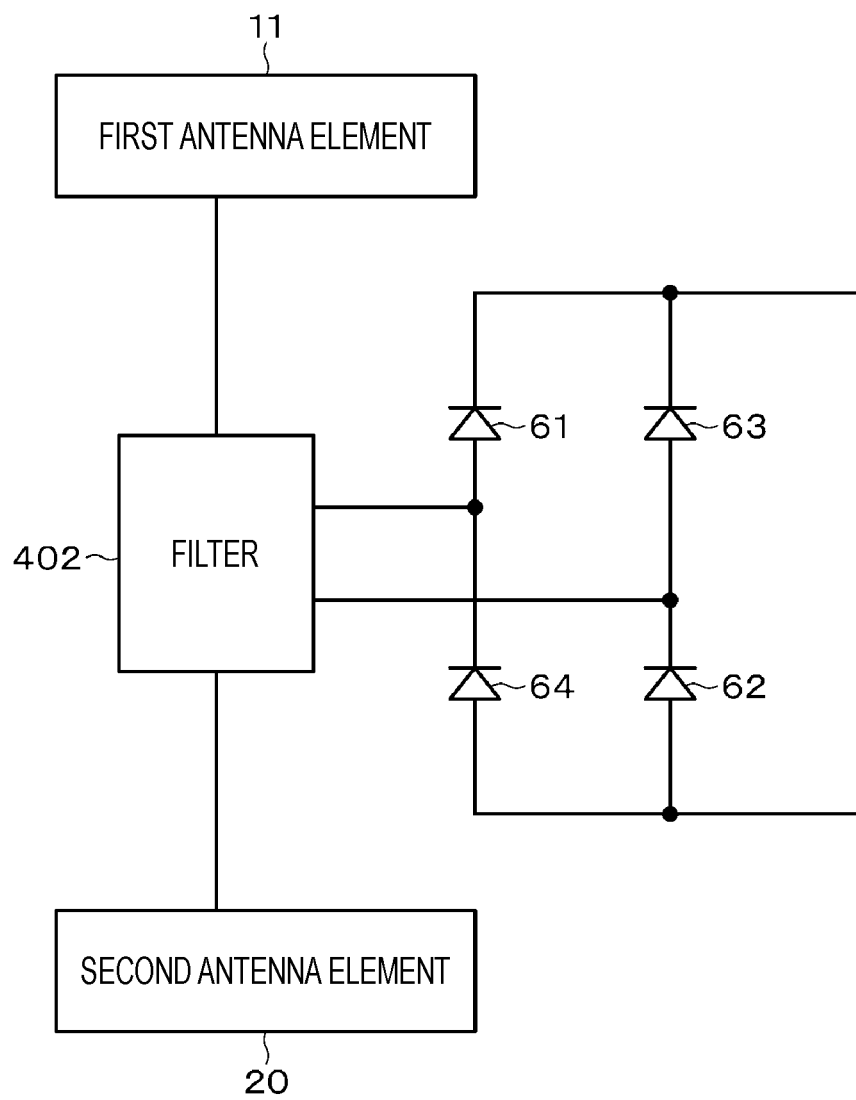 11
FIRST ANTENNA ELEMENT
61
63
402
FILTER
64
62
SECOND ANTENNA ELEMENT
20